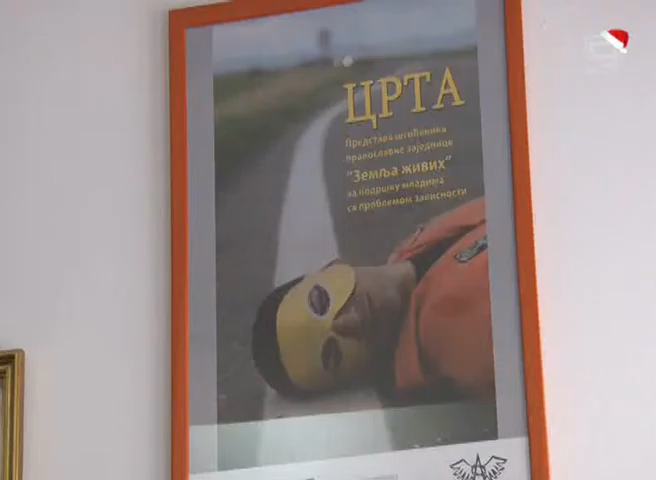 ЦРТА
Представа штићеника
православне заједнице
"Земља живих"
за подршку младима
са проблемом зависности